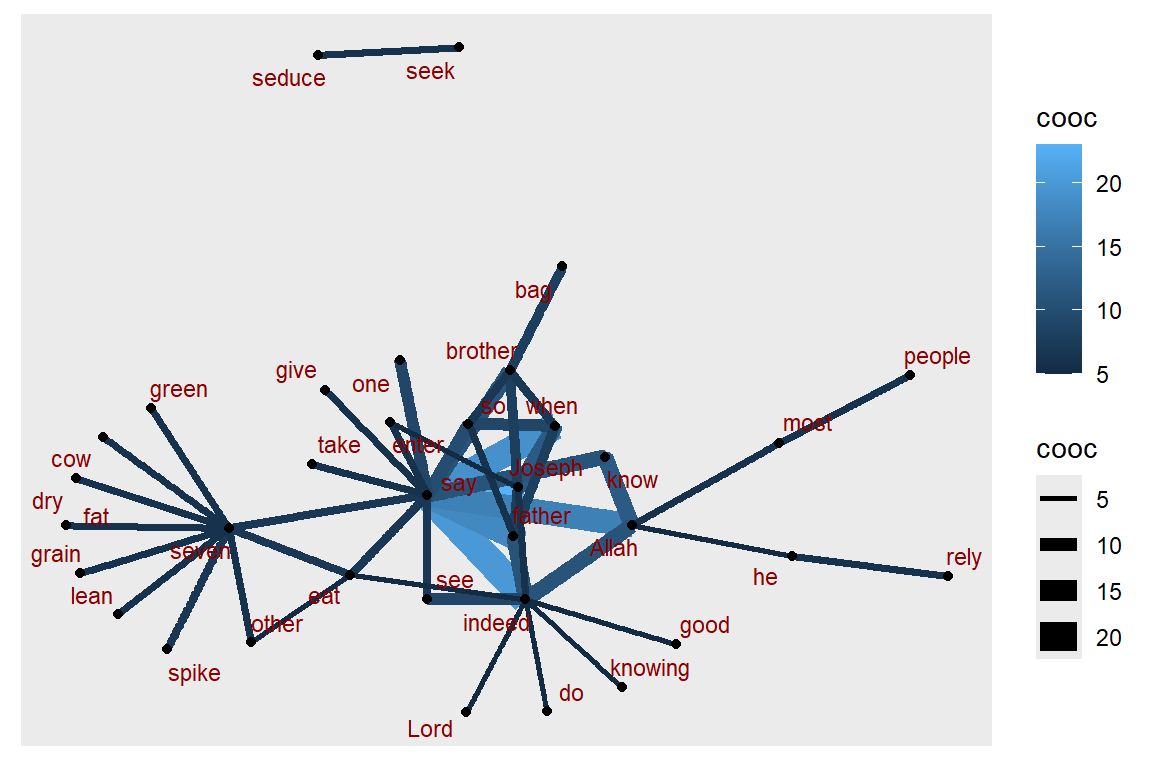 seduce
seek
bag
brother
people
give
one
green
so
when
most
take
enter
cow
say
Joseph
know
dry
fat
father
grain
seven
Allah
rely
lean
eat
see
he
other
indeed
good
spike
knowing
do
Lord
cooc
20
15
10
5
cooc
5
10
15
20